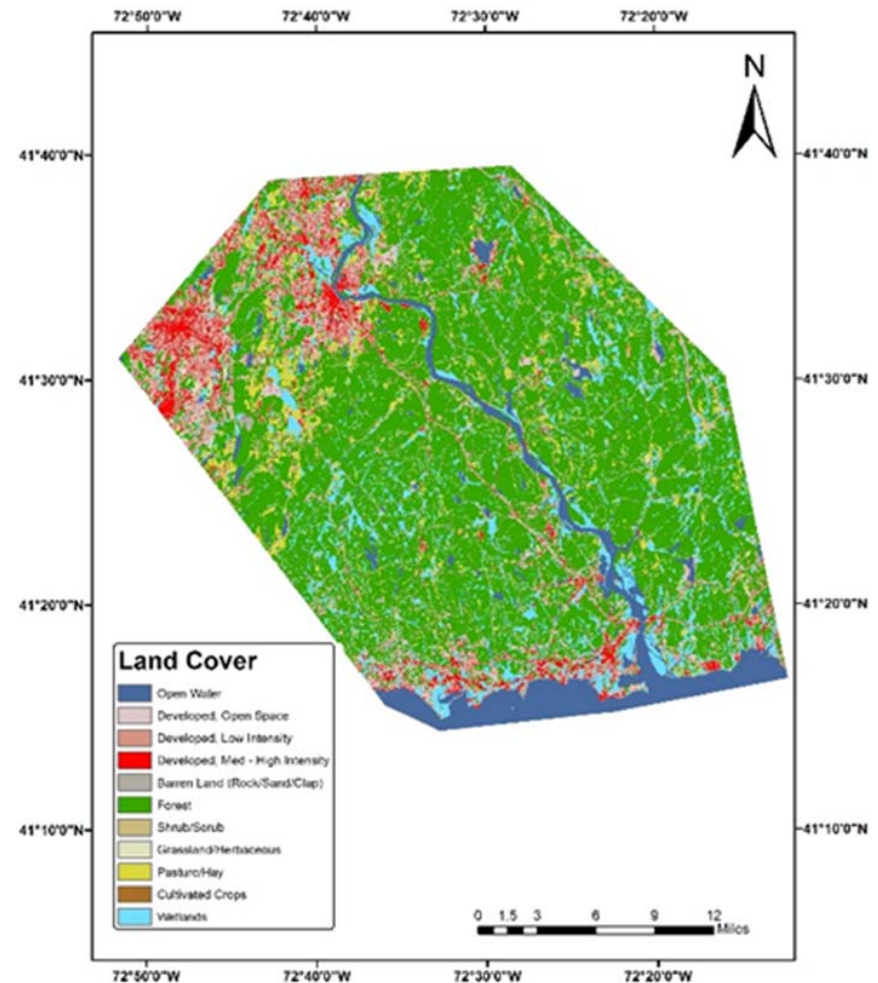 72°50'0"W 72°40'0"W 72°30'0"W 72°20'0"W
N
41°40'0"N 41°40'0"N
41°30'0"N 41°30'0"N
41°20'0"N 41°20'0"N
Land Cover
Open Water
Developed, Open Space
Developed, Low Intensity
Developed, Med - High Intensity
Barren Land (Rock/Sand/Clap)
Forest
Shrub/Scrub
Grassland/Herbaceous
Pasture/Hay
Cultivated Crops
Wetlands
41°10'0"N 41°10'0"N
0 1.5 3 6 9 12
Miles
72°50'0"W 72°40'0"W 72°30'0"W 72°20'0"W